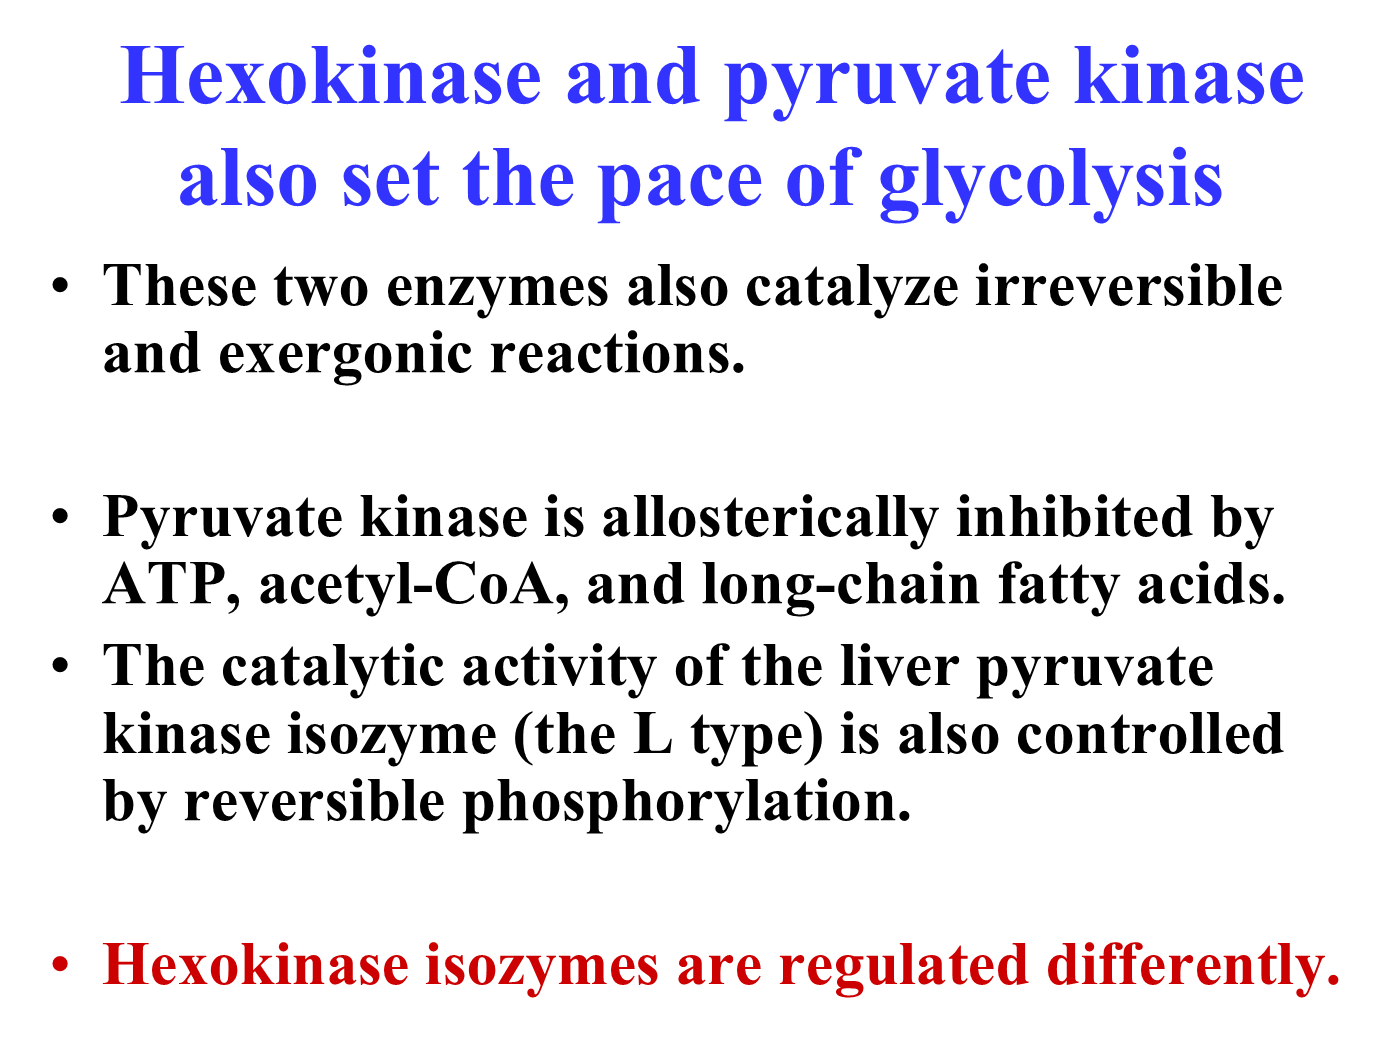 Hexokinase and pyruvate kinase
also set the pace of glycolysis
• These two enzymes also catalyze irreversible
and exergonic reactions.
• Pyruvate kinase is allosterically inhibited by
ATP, acetyl-CoA, and long-chain fatty acids.
• The catalytic activity of the liver pyruvate
kinase isozyme (the L type) is also controlled
by reversible phosphorylation.
• Hexokinase isozymes are regulated differently.